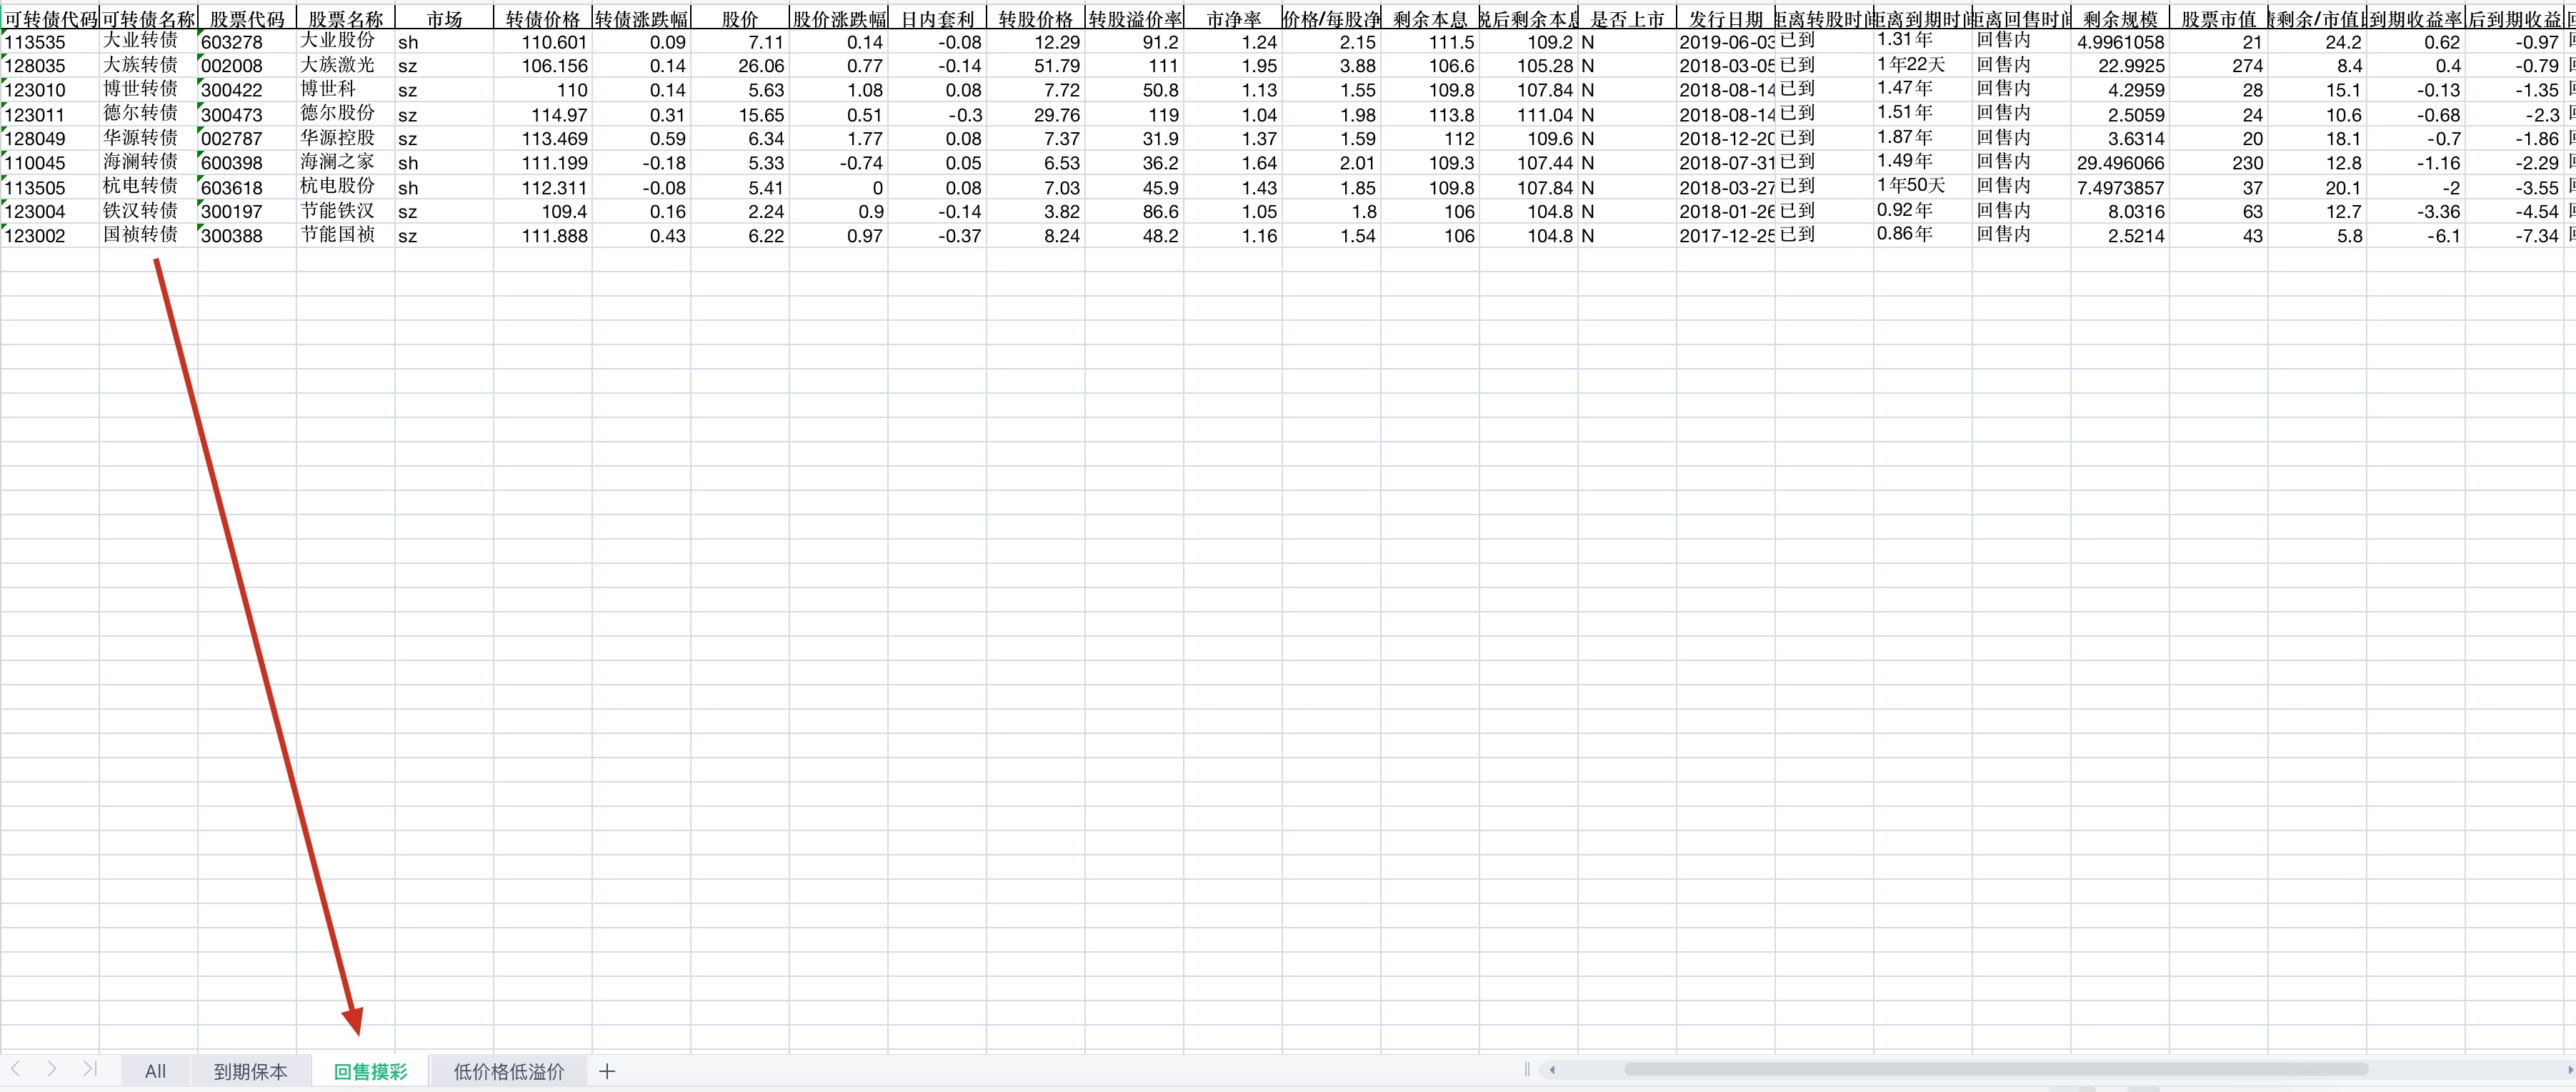 可转债代码 可转债名称 股票代码 股票名称 市场 转债价格 转债涨跌幅 股价 股价涨跌幅 日内套利 转股价格 转股溢价率 市净率 价格/每股净 剩余本息 税后剩余本息 是否上市 发行日期 距离转股时间 距离到期时间 距离回售时间 剩余规模 股票市值 债剩余/市值比 到期收益率 后到期收益
113535 大业转债 603278 大业股份 sh 110.601 0.09 7.11 0.14 -0.08 12.29 91.2 1.24 2.15 111.5 109.2 N 2019-06-03 已到 1.31年 回售内 4.9961058 21 24.2 0.62 -0.97
128035 大族转债 002008 大族激光 sz 106.156 0.14 26.06 0.77 -0.14 51.79 111 1.95 3.88 106.6 105.28 N 2018-03-05 已到 1年22天 回售内 22.9925 274 8.4 0.4 -0.79
123010 博世转债 300422 博世科 sz 110 0.14 5.63 1.08 0.08 7.72 50.8 1.13 1.55 109.8 107.84 N 2018-08-14 已到 1.47年 回售内 4.2959 28 15.1 -0.13 -1.35
123011 德尔转债 300473 德尔股份 sz 114.97 0.31 15.65 0.51 -0.3 29.76 119 1.04 1.98 113.8 111.04 N 2018-08-14 已到 1.51年 回售内 2.5059 24 10.6 -0.68 -2.3
128049 华源转债 002787 华源控股 sz 113.469 0.59 6.34 1.77 0.08 7.37 31.9 1.37 1.59 112 109.6 N 2018-12-20 已到 1.87年 回售内 3.6314 20 18.1 -0.7 -1.86
110045 海澜转债 600398 海澜之家 sh 111.199 -0.18 5.33 -0.74 0.05 6.53 36.2 1.64 2.01 109.3 107.44 N 2018-07-31 已到 1.49年 回售内 29.496066 230 12.8 -1.16 -2.29
113505 杭电转债 603618 杭电股份 sh 112.311 -0.08 5.41 0 0.08 7.03 45.9 1.43 1.85 109.8 107.84 N 2018-03-27 已到 1年50天 回售内 7.4973857 37 20.1 -2 -3.55
123004 铁汉转债 300197 节能铁汉 sz 109.4 0.16 2.24 0.9 -0.14 3.82 86.6 1.05 1.8 106 104.8 N 2018-01-26 已到 0.92年 回售内 8.0316 63 12.7 -3.36 -4.54
123002 国祯转债 300388 节能国祯 sz 111.888 0.43 6.22 0.97 -0.37 8.24 48.2 1.16 1.54 106 104.8 N 2017-12-25 已到 0.86年 回售内 2.5214 43 5.8 -6.1 -7.34
All 到期保本 回售摸彩 低价格低溢价